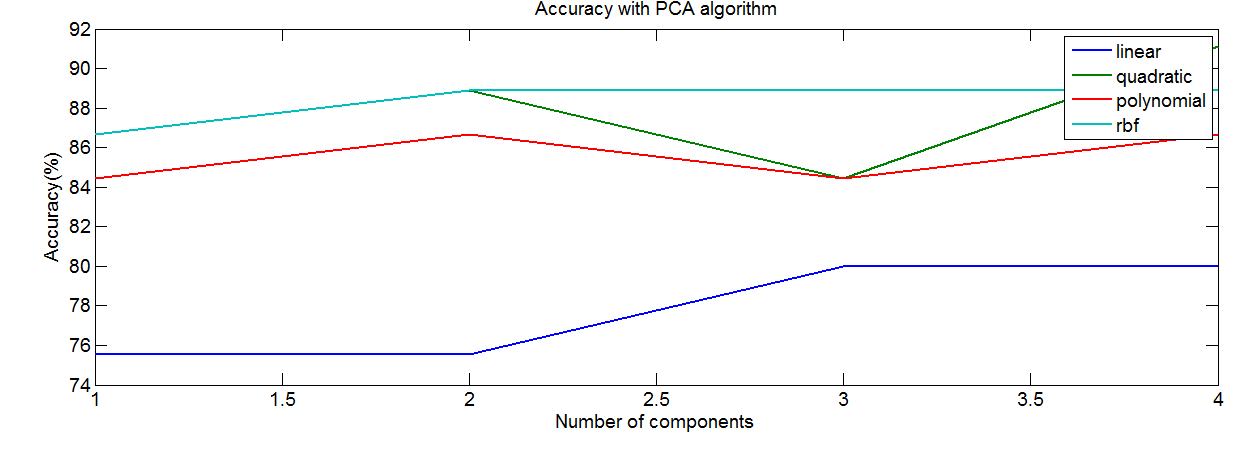 Accuracy with PCA algorithm
92
90
88
86
84
82
80
78
76
74
Accuracy(%)
linear
quadratic
polynomial
rbf
1 1.5 2 2.5 3 3.5 4
Number of components